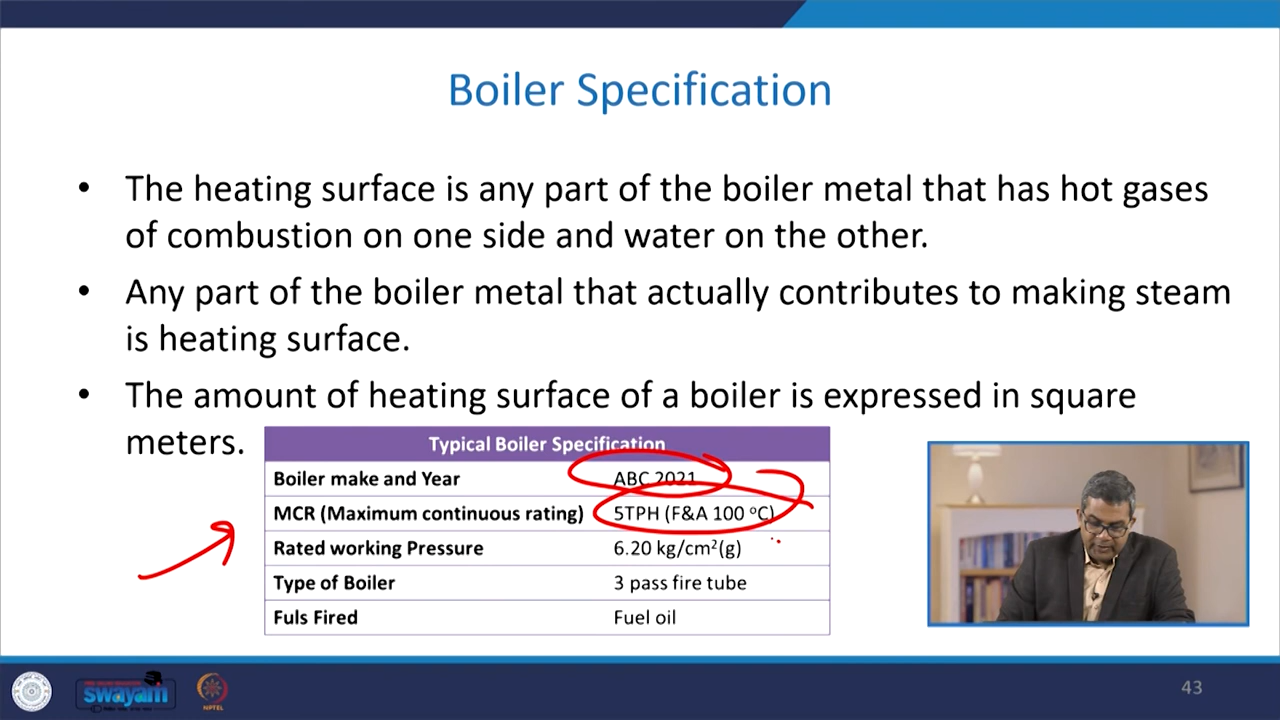 Boiler Specification
• The heating surface is any part of the boiler metal that has hot gases
of combustion on one side and water on the other.
• Any part of the boiler metal that actually contributes to making steam
is heating surface.
• The amount of heating surface of a boiler is expressed in square
meters.
Typical Boiler Specification
Boiler make and Year ABC 2021
MCR (Maximum continuous rating) 5TPH (F&A 100 °C)
Rated working Pressure 6.20 kg/cm²(g)
Type of Boiler 3 pass fire tube
Fuls Fired Fuel oil
swayam
NPTEL
43